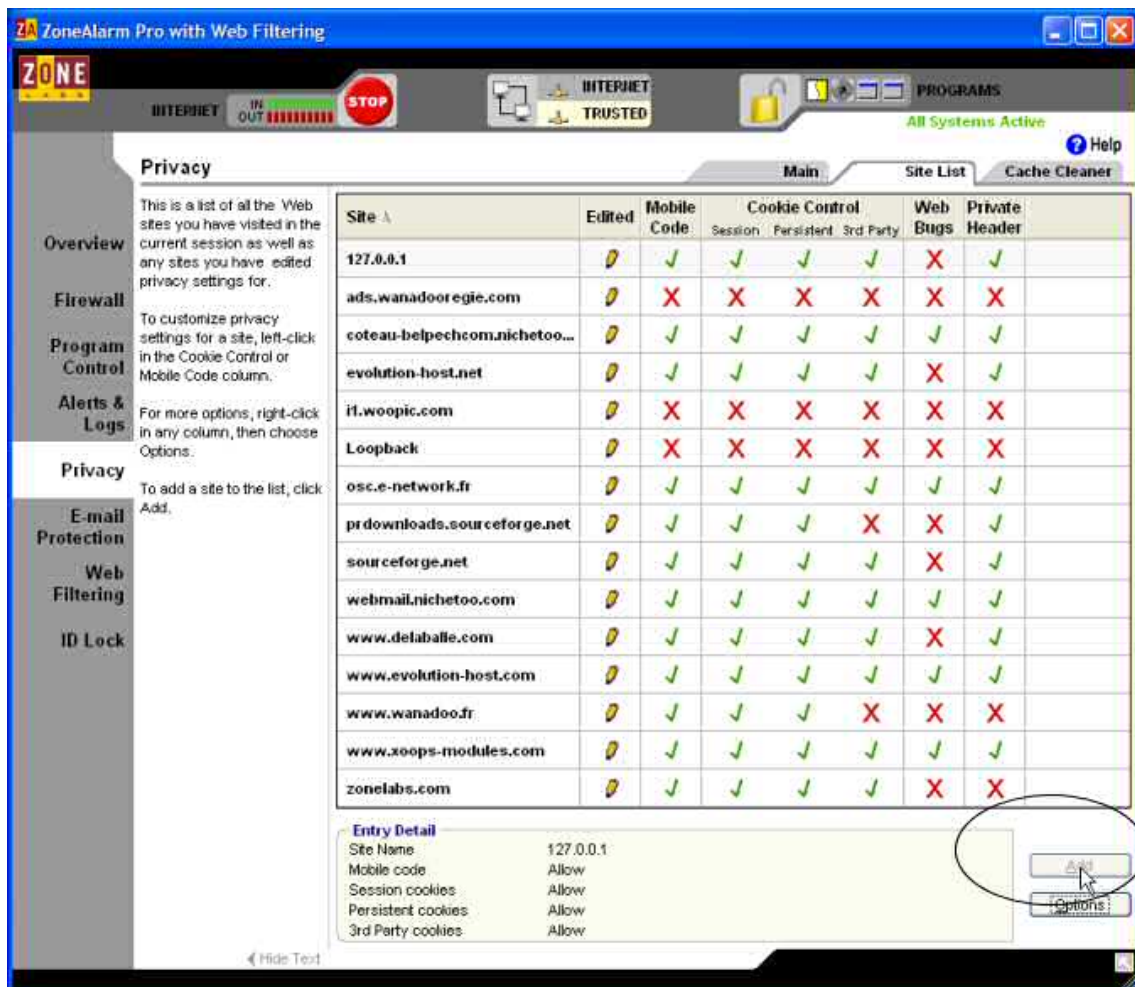 ZA ZoneAlarm Pro with Web Filtering
ZONE
LABS
INTERNET IN OUT STOP INTERNET TRUSTED PROGRAMS
All Systems Active
? Help
Privacy
Main Site List Cache Cleaner
Overview
Firewall
Program
Control
Alerts &
Logs
Privacy
E-mail
Protection
Web
Filtering
ID Lock
This is a list of all the Web
sites you have visited in the
current session as well as
any sites you have edited
privacy settings for.
To customize privacy
settings for a site, left-click
in the Cookie Control or
Mobile Code column.
For more options, right-click
in any column, then choose
Options.
To add a site to the list, click
Add.
Site Edited Mobile Code Cookie Control Web Bugs Private Header
Session Persistent 3rd Party
127.0.0.1
ads.wanadooregie.com
coteau-belpechcom.nichetoo...
evolution-host.net
i1.woopic.com
Loopback
osc.e-network.fr
prdownloads.sourceforge.net
sourceforge.net
webmail.nichetoo.com
www.delaballe.com
www.evolution-host.com
www.wanadoo.fr
www.xoops-modules.com
zonelabs.com
Entry Detail
Site Name 127.0.0.1
Mobile code Allow
Session cookies Allow
Persistent cookies Allow
3rd Party cookies Allow
Add
Options
Hide Text